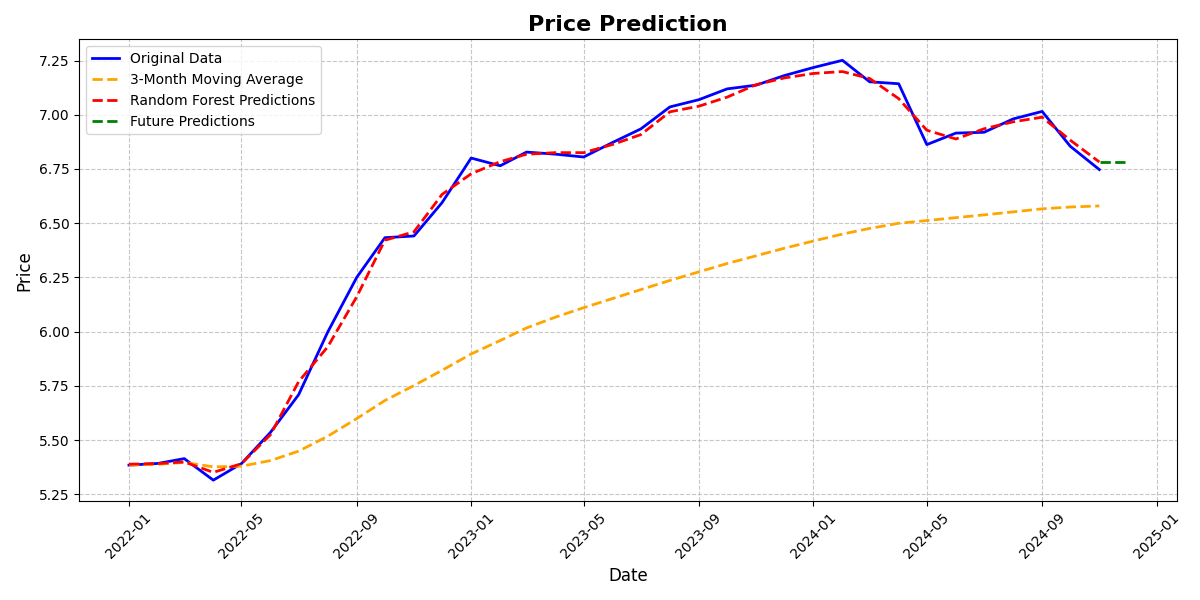 Price Prediction
Original Data
3-Month Moving Average
Random Forest Predictions
Future Predictions
Price
7.25
7.00
6.75
6.50
6.25
6.00
5.75
5.50
5.25
2022-01
2022-05
2022-09
2023-01
2023-05
2023-09
2024-01
2024-05
2024-09
2025-01
Date